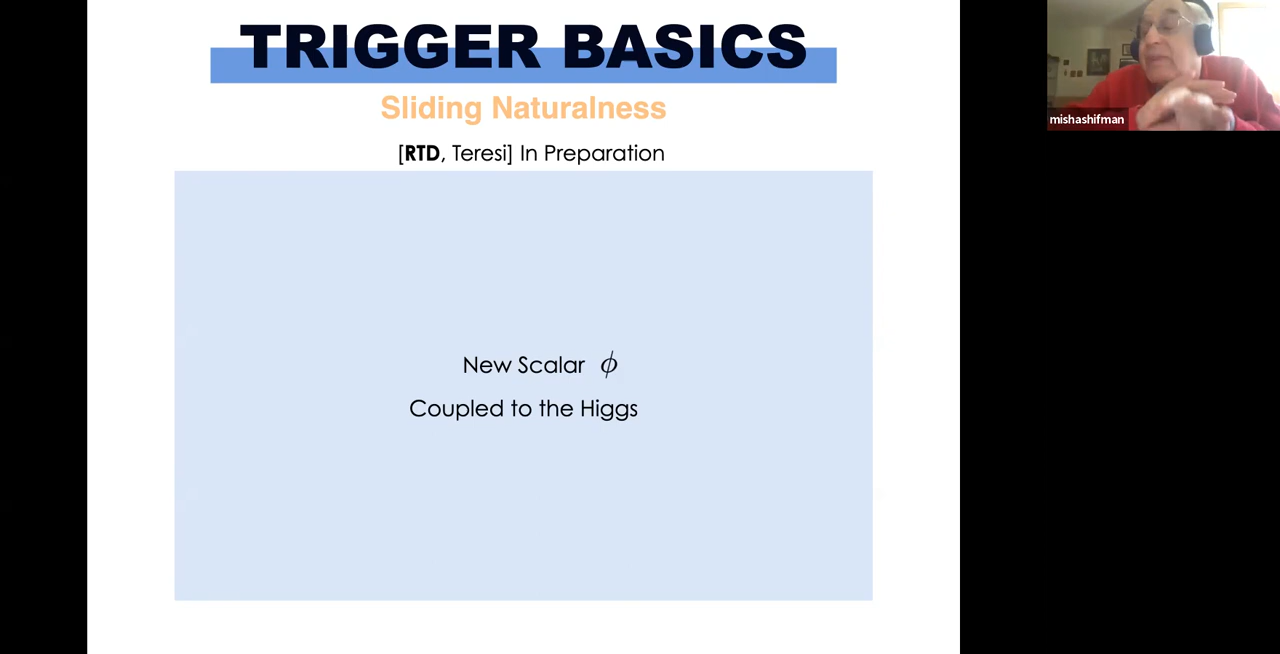 TRIGGER BASICS
Sliding Naturalness
[RTD, Teresi] In Preparation
New Scalar ϕ
Coupled to the Higgs
mishashifman